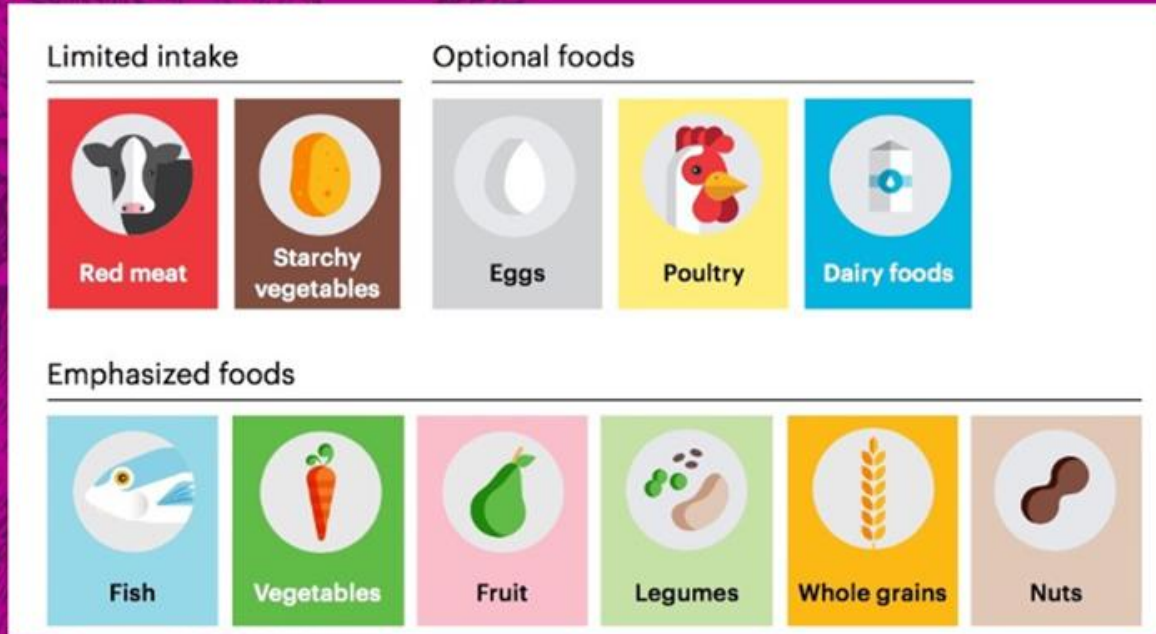 Limited intake
Optional foods
Red meat
Starchy
vegetables
Eggs
Poultry
Dairy foods
Emphasized foods
Fish
Vegetables
Fruit
Legumes
Whole grains
Nuts